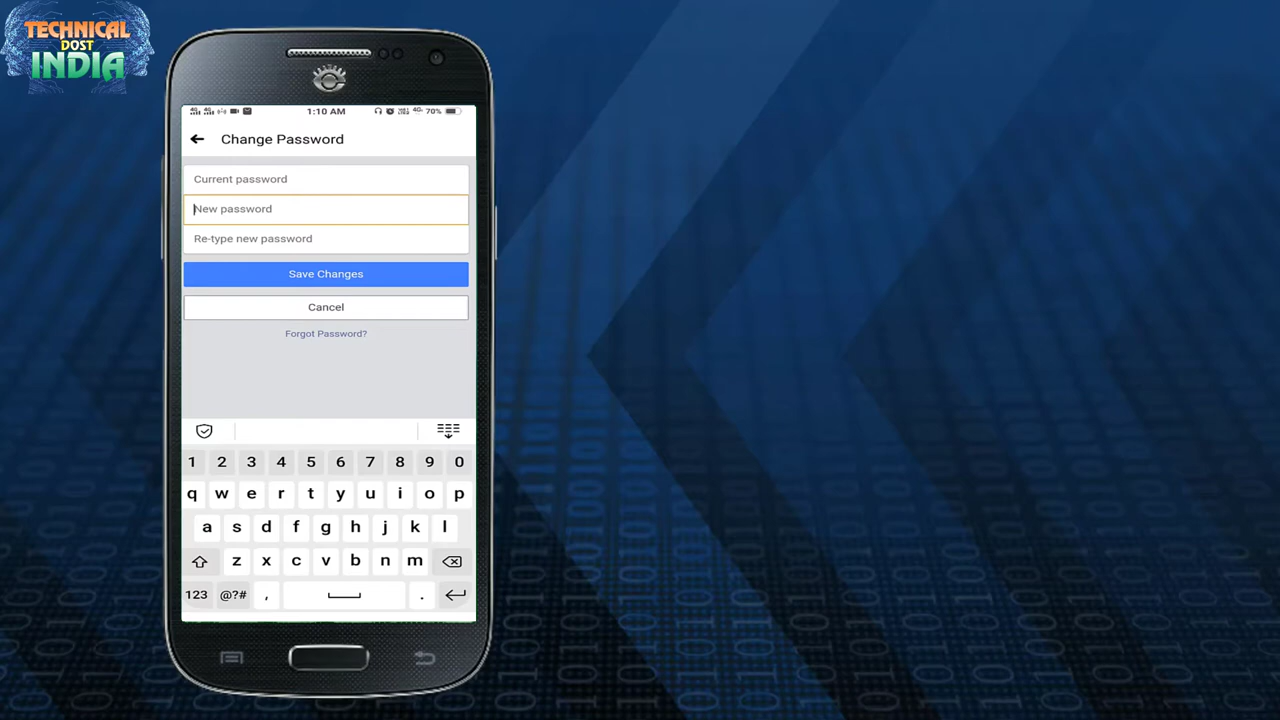 TECHNICAL
DOST
INDIA
1:10 AM
4G 70%
Change Password
Current password
New password
Re-type new password
Save Changes
Cancel
Forgot Password?
1 2 3 4 5 6 7 8 9 0
q w e r t y u i o p
a s d f g h j k l
z x c v b n m
123 @?# , .